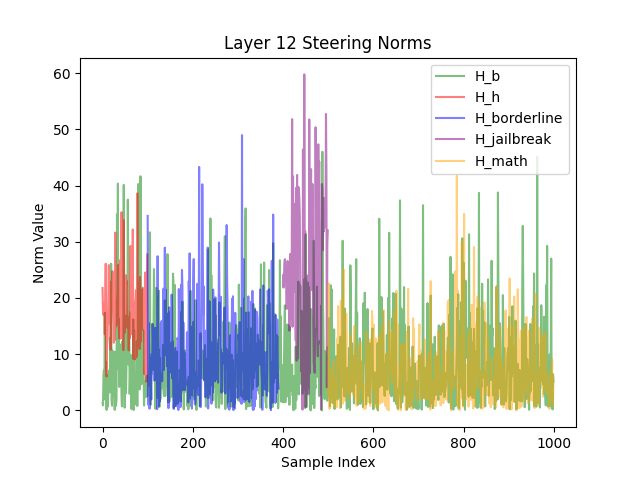 Layer 12 Steering Norms
Norm Value
60
50
40
30
20
10
0
H_b
H_h
H_borderline
H_jailbreak
H_math
0
200
400
600
800
1000
Sample Index